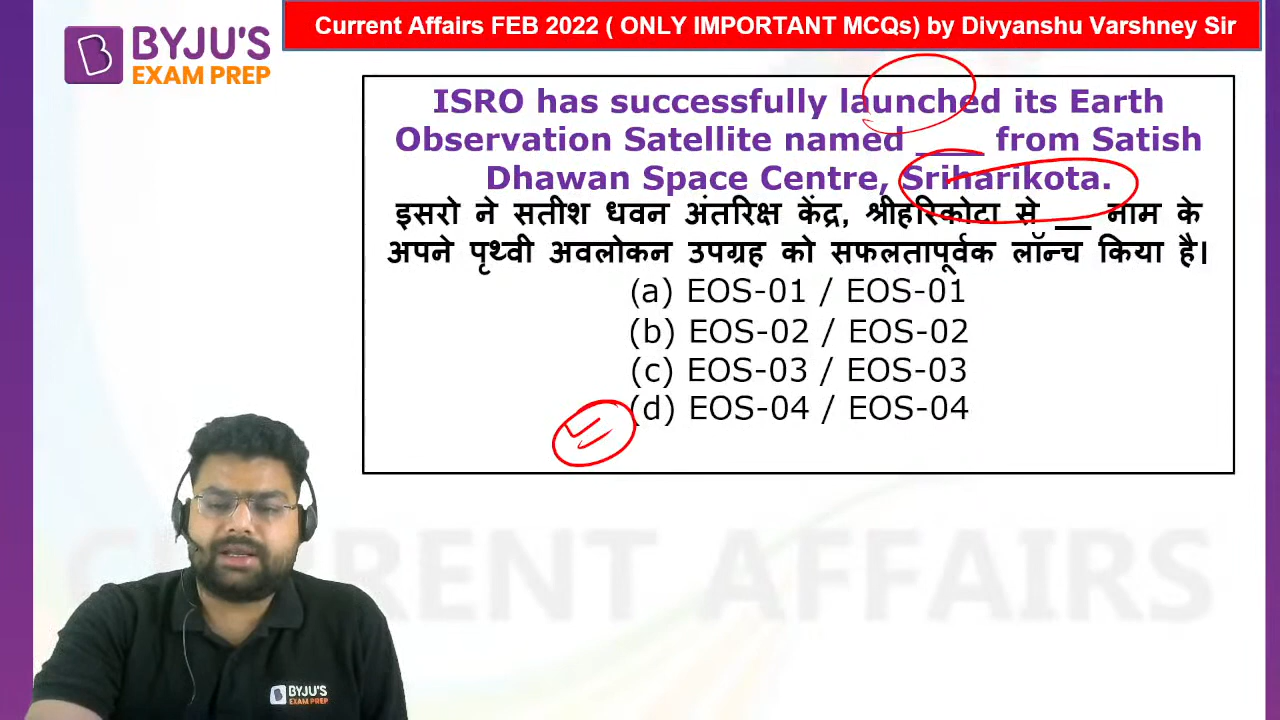 BYJU'S
EXAM PREP
Current Affairs FEB 2022 ( ONLY IMPORTANT MCQs) by Divyanshu Varshney Sir
ISRO has successfully launched its Earth
Observation Satellite named ____ from Satish
Dhawan Space Centre, Sriharikota.
इसरो ने सतीश धवन अंतरिक्ष केंद्र, श्रीहरिकोटा से __ नाम के
अपने पृथ्वी अवलोकन उपग्रह को सफलतापूर्वक लॉन्च किया है।
(a) EOS-01 / EOS-01
(b) EOS-02 / EOS-02
(c) EOS-03 / EOS-03
(d) EOS-04 / EOS-04
CURRENT AFFAIRS
BYJU'S
EXAM PREP